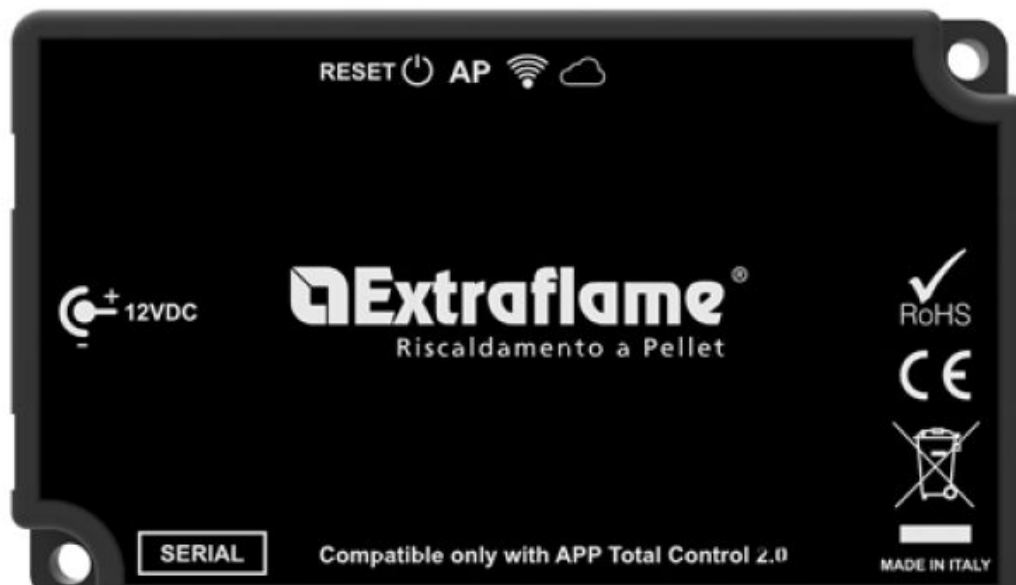 RESET AP
+ 12VDC
-
Extraflame®
Riscaldamento a Pellet
RoHS
CE
SERIAL
Compatible only with APP Total Control 2.0
MADE IN ITALY